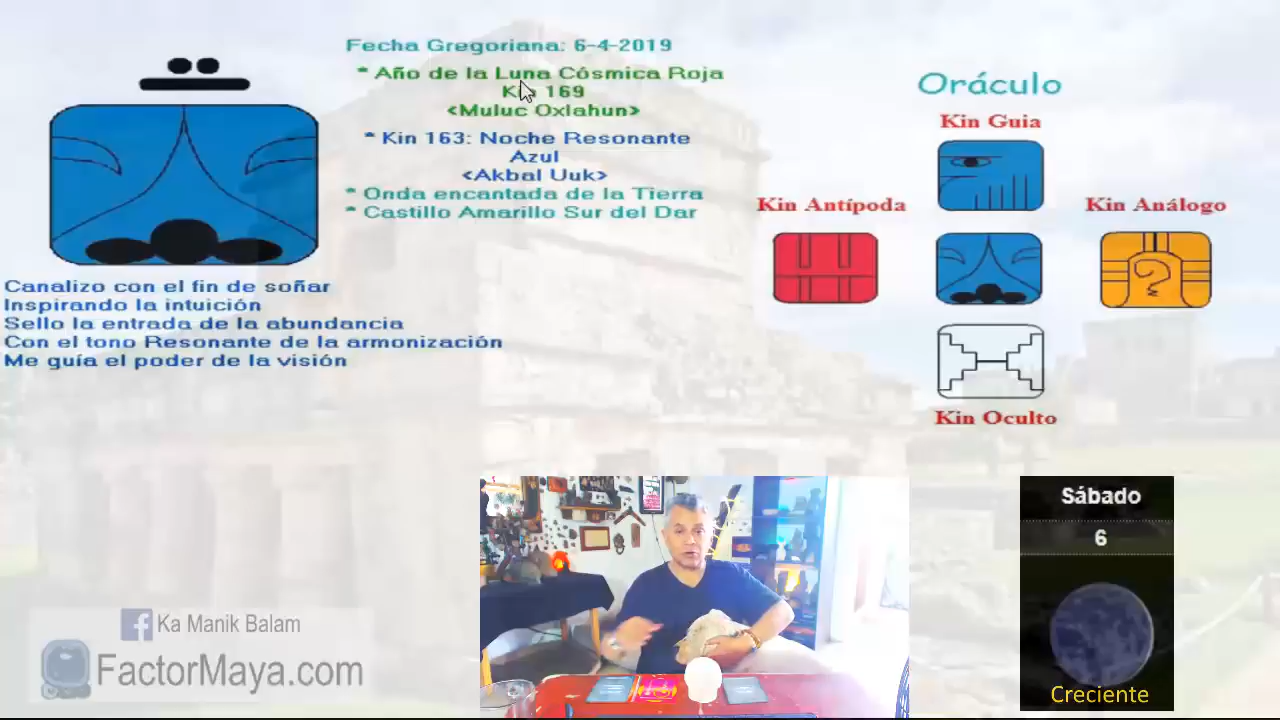 Fecha Gregoriana: 6-4-2019
* Año de la Luna Cósmica Roja
Kin 169
<Muluc Oxlahun>
* Kin 163: Noche Resonante
Azul
<Akbal Uuk>
* Onda encantada de la Tierra
* Castillo Amarillo Sur del Dar
Canalizo con el fin de soñar
Inspirando la intuición
Sello la entrada de la abundancia
Con el tono Resonante de la armonización
Me guía el poder de la visión
Oráculo
Kin Guia
Kin Antípoda
Kin Análogo
Kin Oculto
Sábado
6
Creciente
Ka Manik Balam
FactorMaya.com